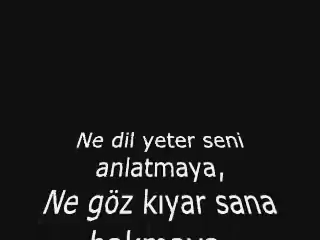 Ne dil yeter seni
anlatmaya,
Ne göz kıyar sana
bakmaya